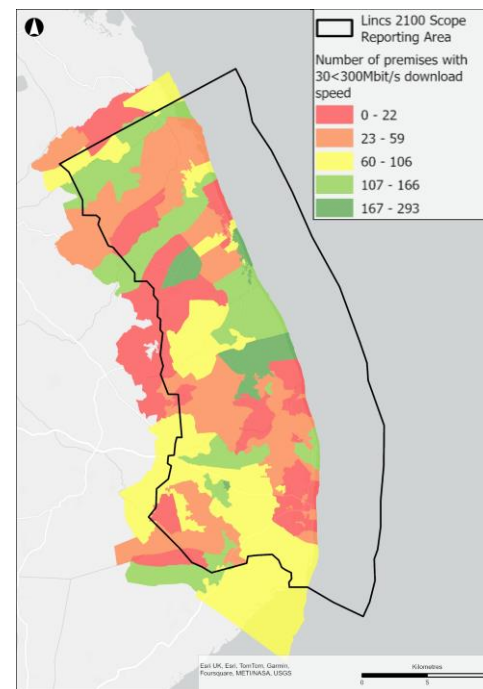 Lincs 2100 Scope
Reporting Area
Number of premises with
30<300Mbit/s download
speed
0 - 22
23 - 59
60 - 106
107 - 166
167 - 293
Esri UK, Esri, TomTom, Garmin,
Foursquare, METI/NASA, USGS
Kilometres
0 5